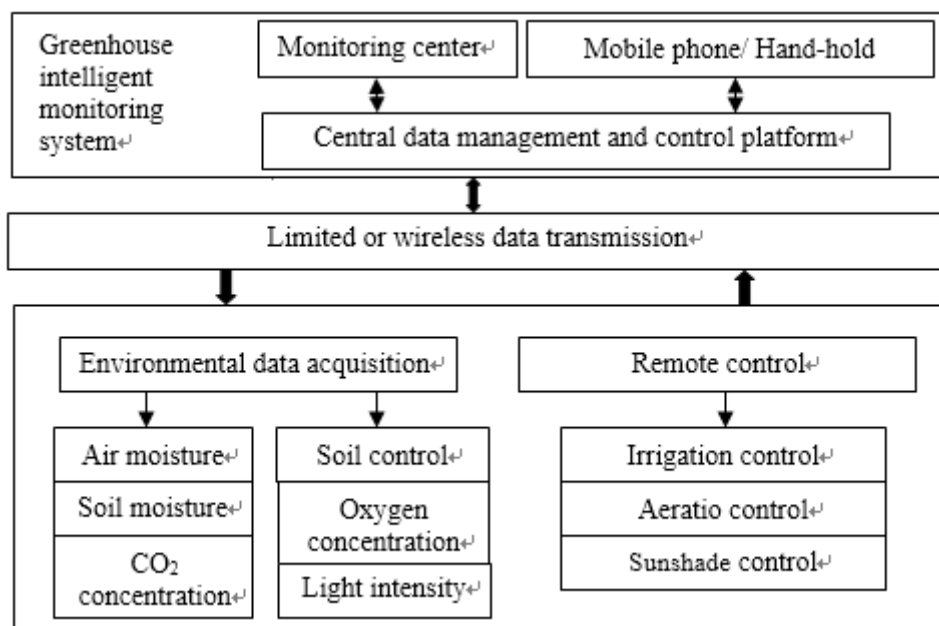 Greenhouse
intelligent
monitoring
system↵
Monitoring center↵
Mobile phone/ Hand-hold
Central data management and control platform↵
Limited or wireless data transmission↵
Environmental data acquisition↵
Remote control↵
Air moisture↵
Soil moisture↵
CO₂
concentration↵
Soil control↵
Oxygen
concentration↵
Light intensity↵
Irrigation control↵
Aeratio control↵
Sunshade control↵